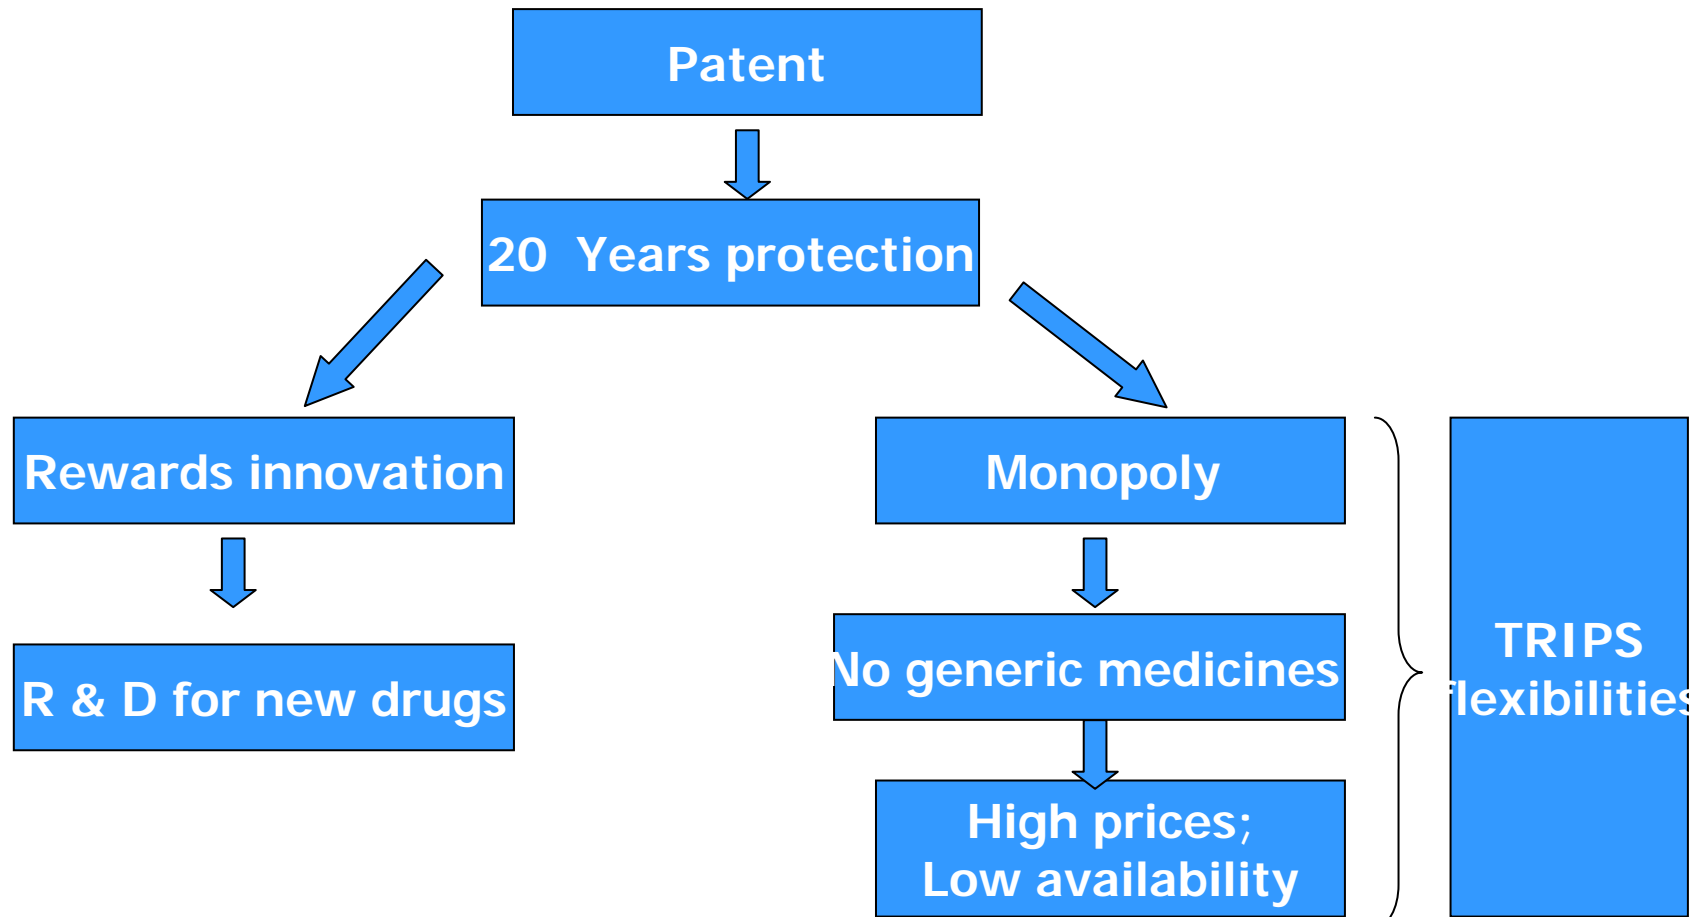 Patent
20 Years protection
Rewards innovation
Monopoly
R & D for new drugs
No generic medicines
High prices;
Low availability
TRIPS
flexibilities